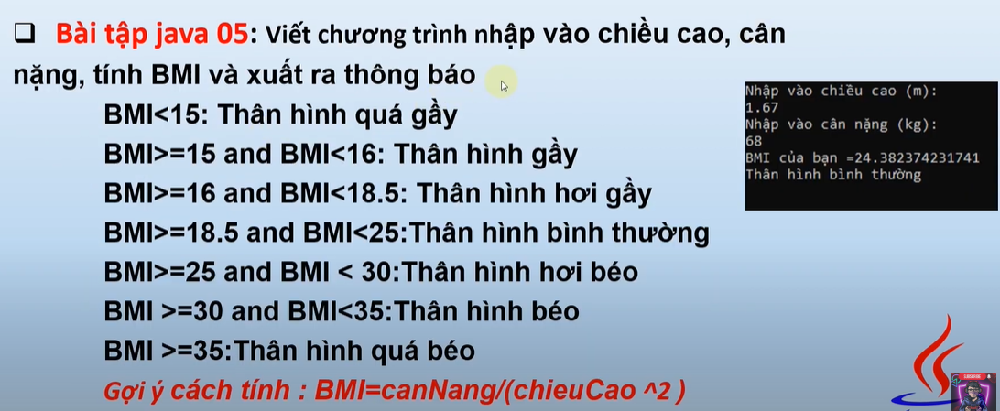 Bài tập java 05: Viết chương trình nhập vào chiều cao, cân
nặng, tính BMI và xuất ra thông báo
BMI<15: Thân hình quá gầy
BMI>=15 and BMI<16: Thân hình gầy
BMI>=16 and BMI<18.5: Thân hình hơi gầy
BMI>=18.5 and BMI<25:Thân hình bình thường
BMI>=25 and BMI < 30:Thân hình hơi béo
BMI >=30 and BMI<35:Thân hình béo
BMI >=35:Thân hình quá béo
Gợi ý cách tính : BMI=canNang/(chieuCao ^2 )
Nhập vào chiều cao (m):
1.67
Nhập vào cân nặng (kg):
68
BMI của bạn =24.382374231741
Thân hình bình thường
SUBSCRIBE